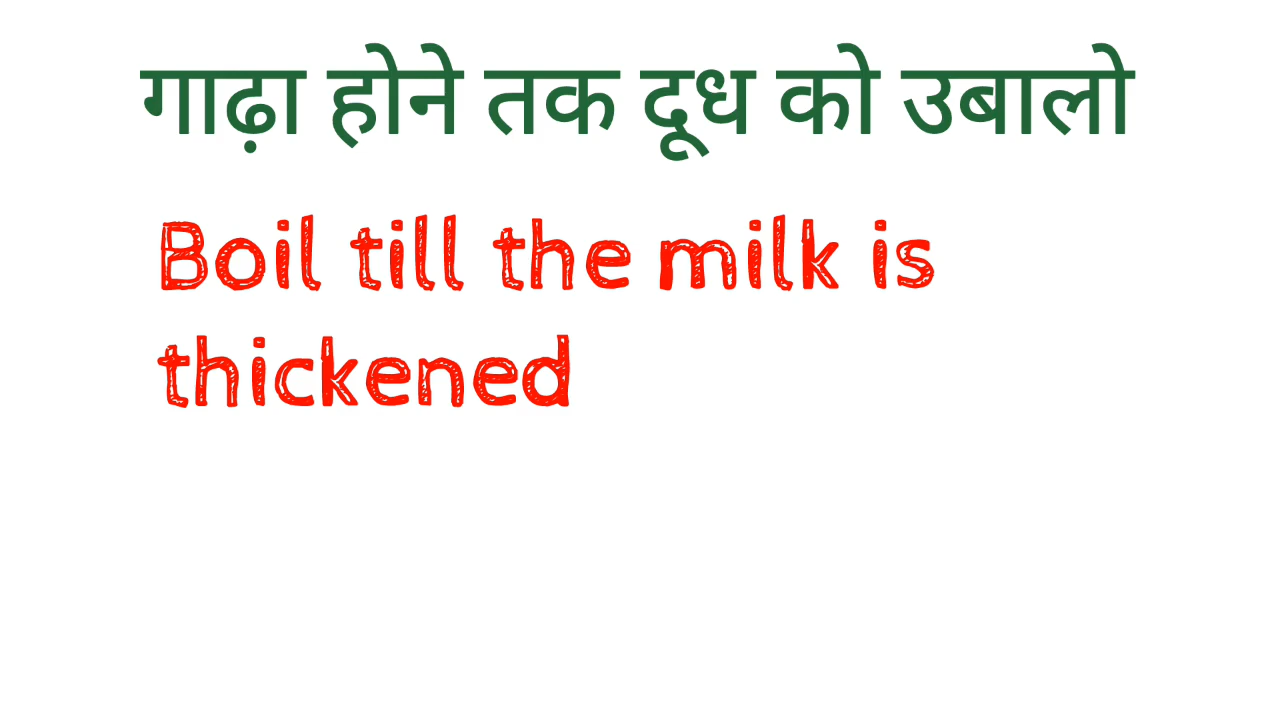 गाढ़ा होने तक दूध को उबालो
Boil till the milk is
thickened